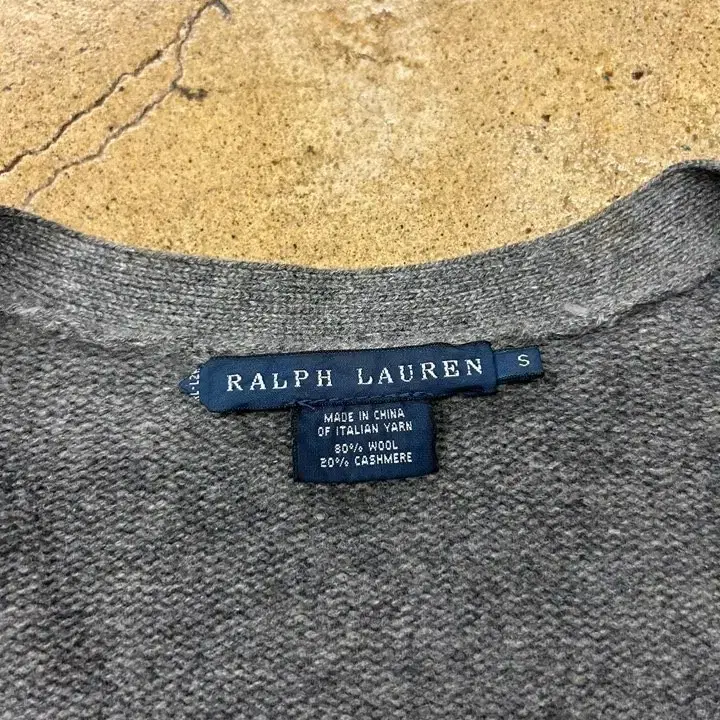 RALPH LAUREN
S
MADE IN CHINA
OF ITALIAN YARN
80% WOOL
20% CASHMERE